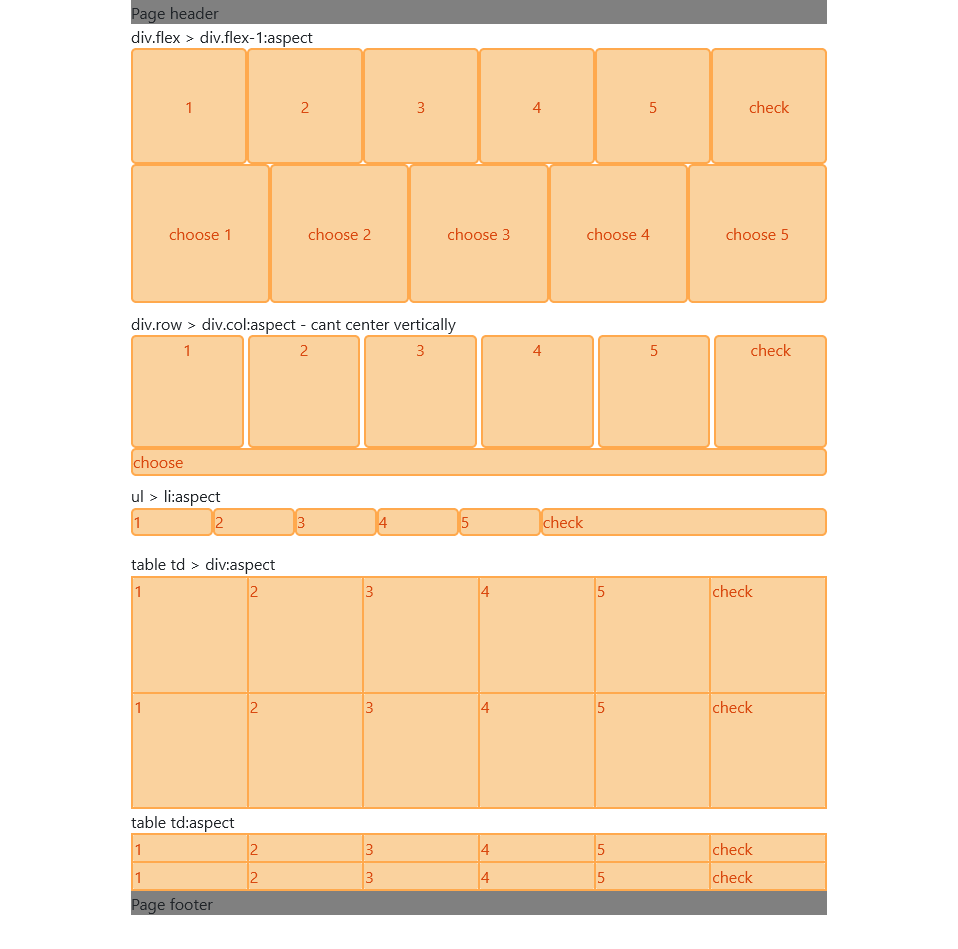 Page header
div.flex > div.flex-1:aspect
1 2 3 4 5 check
choose 1 choose 2 choose 3 choose 4 choose 5
div.row > div.col:aspect - cant center vertically
1 2 3 4 5 check
choose
ul > li:aspect
1 2 3 4 5 check
table td > div:aspect
1 2 3 4 5 check
1 2 3 4 5 check
table td:aspect
1 2 3 4 5 check
1 2 3 4 5 check
Page footer